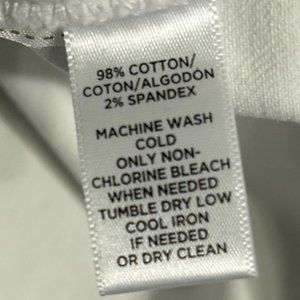 98% COTTON/
COTON/ALGODÓN
2% SPANDEX
MACHINE WASH
COLD
ONLY NON-
CHLORINE BLEACH
WHEN NEEDED
TUMBLE DRY LOW
COOL IRON
IF NEEDED
OR DRY CLEAN